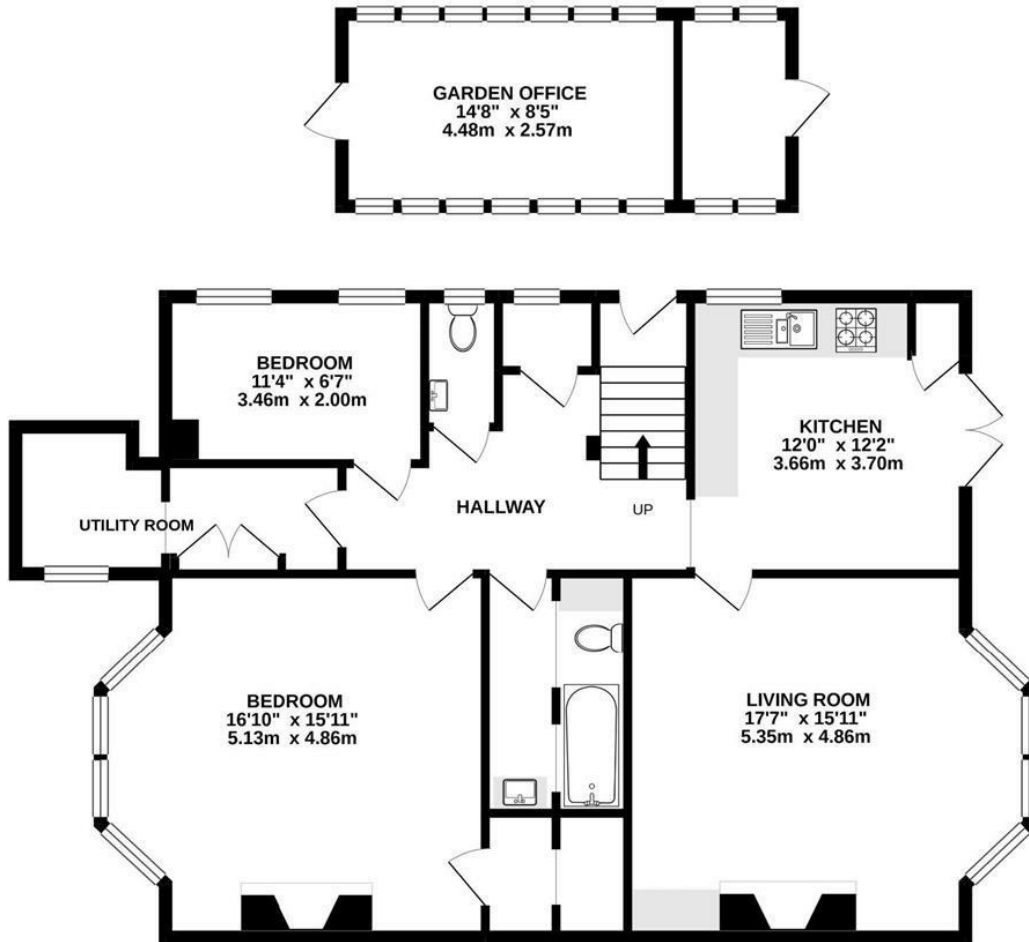 GARDEN OFFICE
14'8" x 8'5"
4.48m x 2.57m
BEDROOM
11'4" x 6'7"
3.46m x 2.00m
KITCHEN
12'0" x 12'2"
3.66m x 3.70m
HALLWAY
UP
UTILITY ROOM
BEDROOM
16'10" x 15'11"
5.13m x 4.86m
LIVING ROOM
17'7" x 15'11"
5.35m x 4.86m